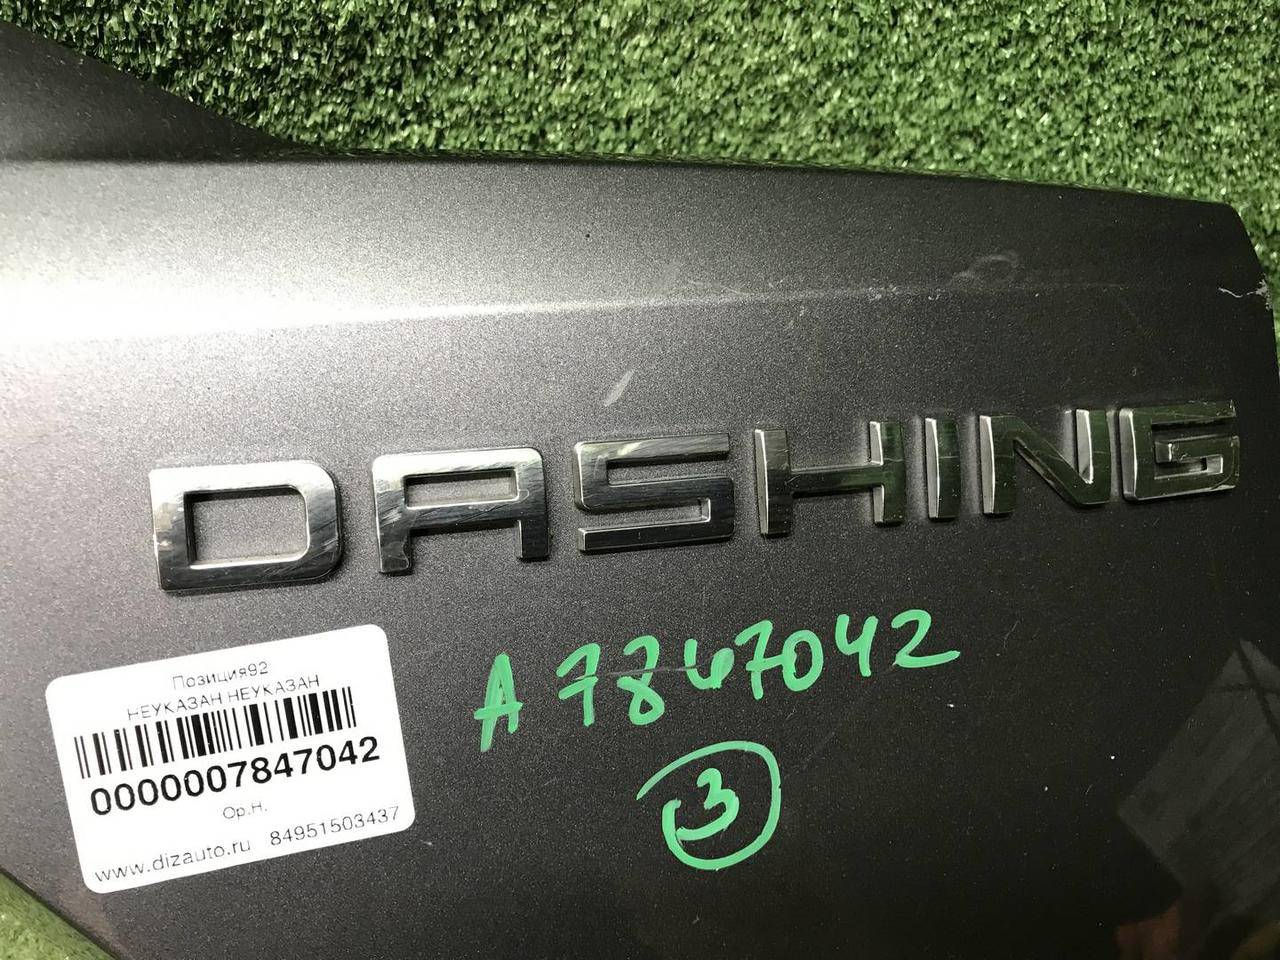 DASHING
A 7847042
3
Позиция92
НЕУКАЗАН НЕУКАЗАН
0000007847042
Ор.Н.
www.dizauto.ru 84951503437